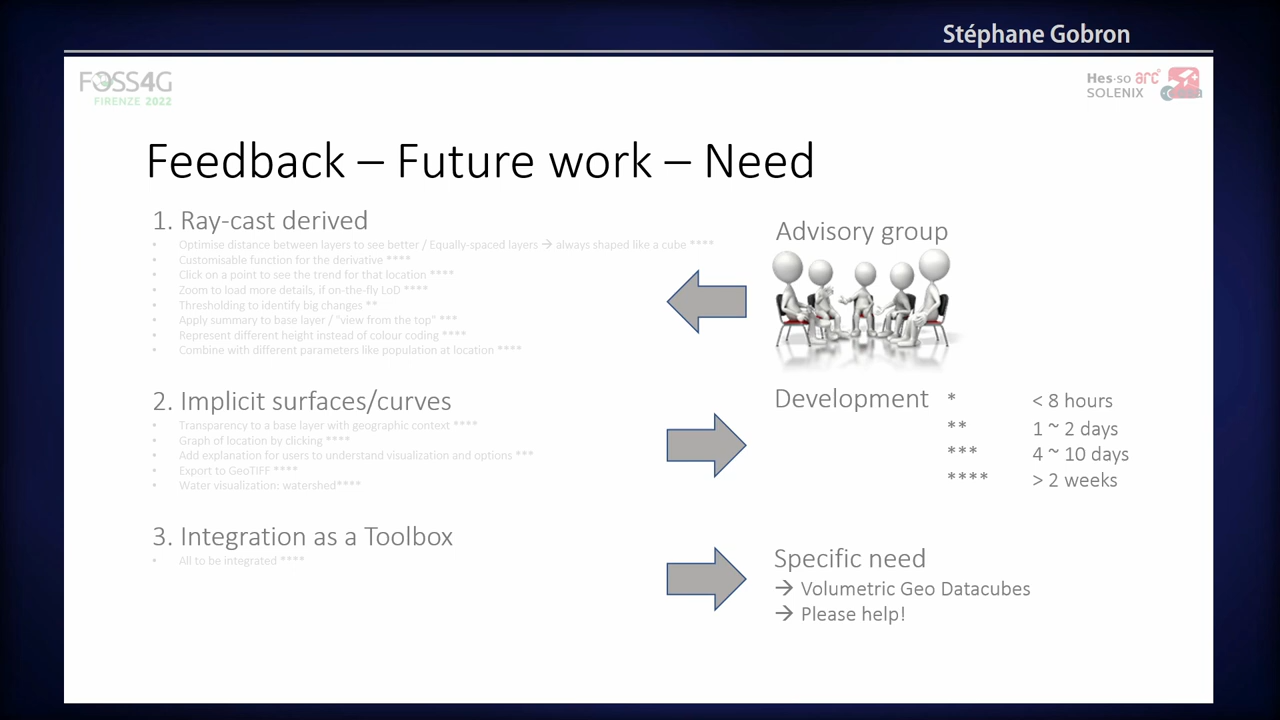 Stéphane Gobron
FOSS4G
FIRENZE 2022
Hes·so arc
SOLENIX
Feedback – Future work – Need
1. Ray-cast derived
• Optimise distance between layers to see better / Equally-spaced layers → always shaped like a cube ****
• Customisable function for the derivative ****
• Click on a point to see the trend for that location ****
• Zoom to load more details, if on-the-fly LoD ****
• Thresholding to identify big changes **
• Apply summary to base layer / "view from the top" ***
• Represent different height instead of colour coding ****
• Combine with different parameters like population at location ****
2. Implicit surfaces/curves
• Transparency to a base layer with geographic context ****
• Graph of location by clicking ****
• Add explanation for users to understand visualization and options ***
• Export to GeoTIFF ****
• Water visualization: watershed****
3. Integration as a Toolbox
• All to be integrated ****
Advisory group
Development * < 8 hours
** 1 ~ 2 days
*** 4 ~ 10 days
**** > 2 weeks
Specific need
→ Volumetric Geo Datacubes
→ Please help!